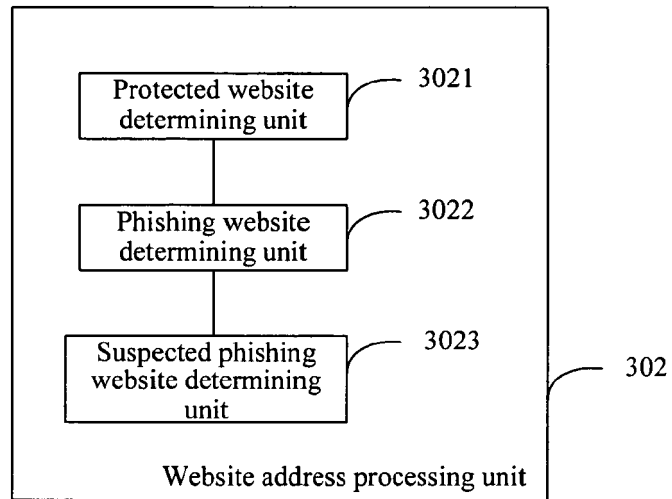 Protected website
determining unit
3021
Phishing website
determining unit
3022
Suspected phishing
website determining
unit
3023
302
Website address processing unit